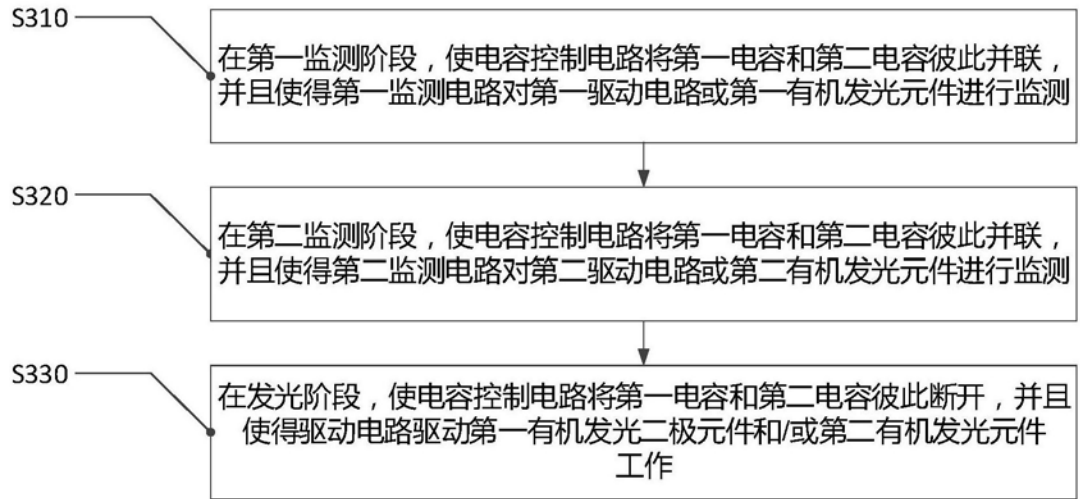 S310
在第一监测阶段，使电容控制电路将第一电容和第二电容彼此并联，
并且使得第一监测电路对第一驱动电路或第一有机发光元件进行监测
S320
在第二监测阶段，使电容控制电路将第一电容和第二电容彼此并联，
并且使得第二监测电路对第二驱动电路或第二有机发光元件进行监测
S330
在发光阶段，使电容控制电路将第一电容和第二电容彼此断开，并且
使得驱动电路驱动第一有机发光二极元件和/或第二有机发光元件
工作